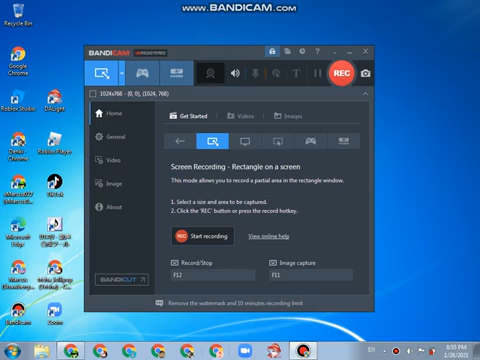 www.BANDICAM.com
Recycle Bin
Google Chrome
Roblox Studio
Roblox Player
TikTok
Microsoft Edge
Bandicam
Zoom
BANDICAM UNREGISTERED
REC
1024x768 - (0, 0), (1024, 768)
Home
General
Video
Image
About
BANDICUT
Get Started
Videos
Images
Screen Recording - Rectangle on a screen
This mode allows you to record a partial area in the rectangle window.
1. Select a size and area to be captured.
2. Click the 'REC' button or press the record hotkey.
REC Start recording
View online help
Record/Stop
F12
Image capture
F11
Remove the watermark and 10 minutes recording limit
EN
8:55 PM
1/28/2021